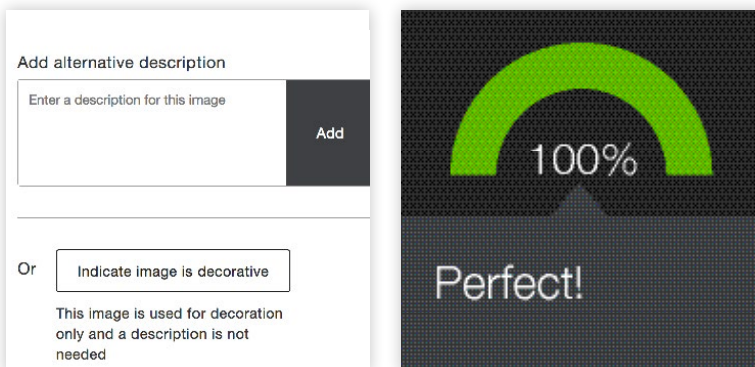 Add alternative description
Enter a description for this image
Add
Or
Indicate image is decorative
This image is used for decoration
only and a description is not
needed
100%
Perfect!